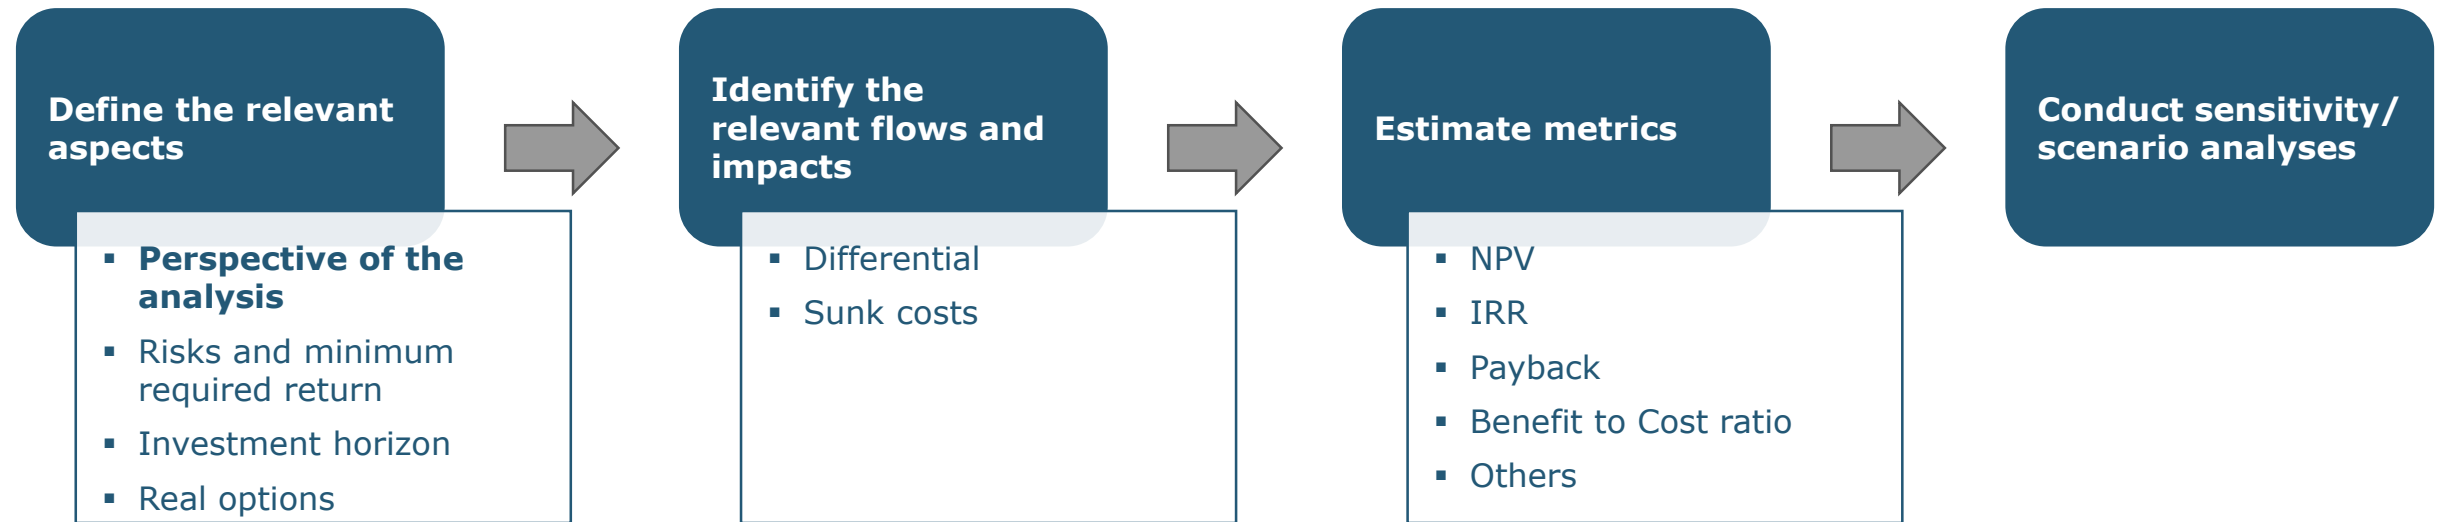 Define the relevant
aspects
▪ Perspective of the
analysis
▪ Risks and minimum
required return
▪ Investment horizon
▪ Real options
Identify the
relevant flows and
impacts
▪ Differential
▪ Sunk costs
Estimate metrics
▪ NPV
▪ IRR
▪ Payback
▪ Benefit to Cost ratio
▪ Others
Conduct sensitivity/
scenario analyses